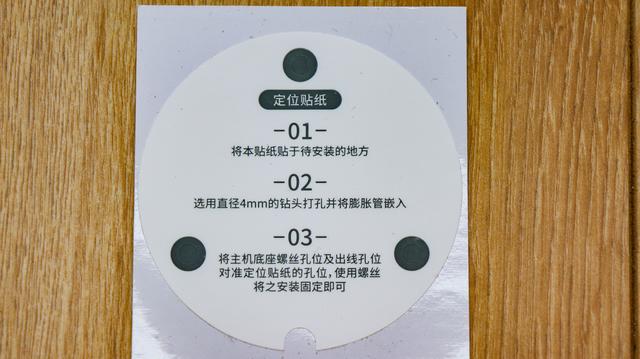 定位贴纸
-01-
将本贴纸贴于待安装的地方
-02-
选用直径4mm的钻头打孔并将膨胀管嵌入
-03-
将主机底座螺丝孔位及出线孔位
对准定位贴纸的孔位,使用螺丝
将之安装固定即可